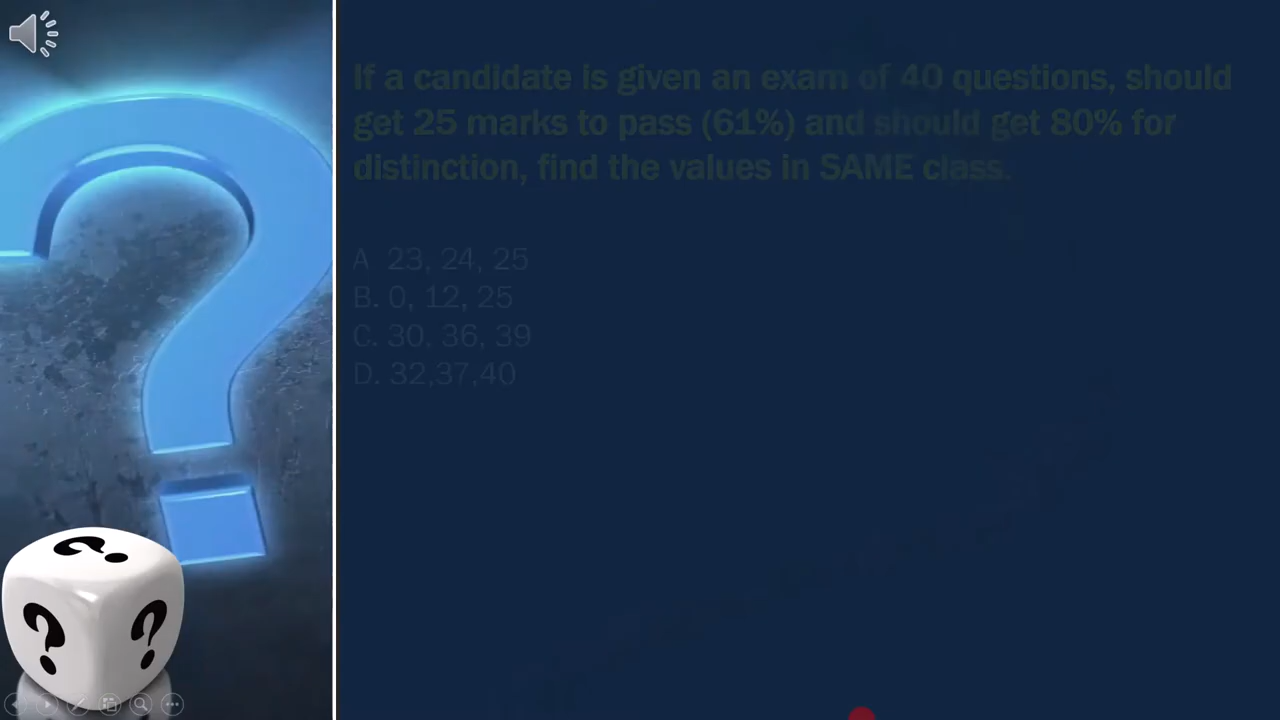 If a candidate is given an exam of 40 questions, should
get 25 marks to pass (61%) and should get 80% for
distinction, find the values in SAME class.
A  23, 24, 25
B. 0, 12, 25
C. 30, 36, 39
D. 32,37,40